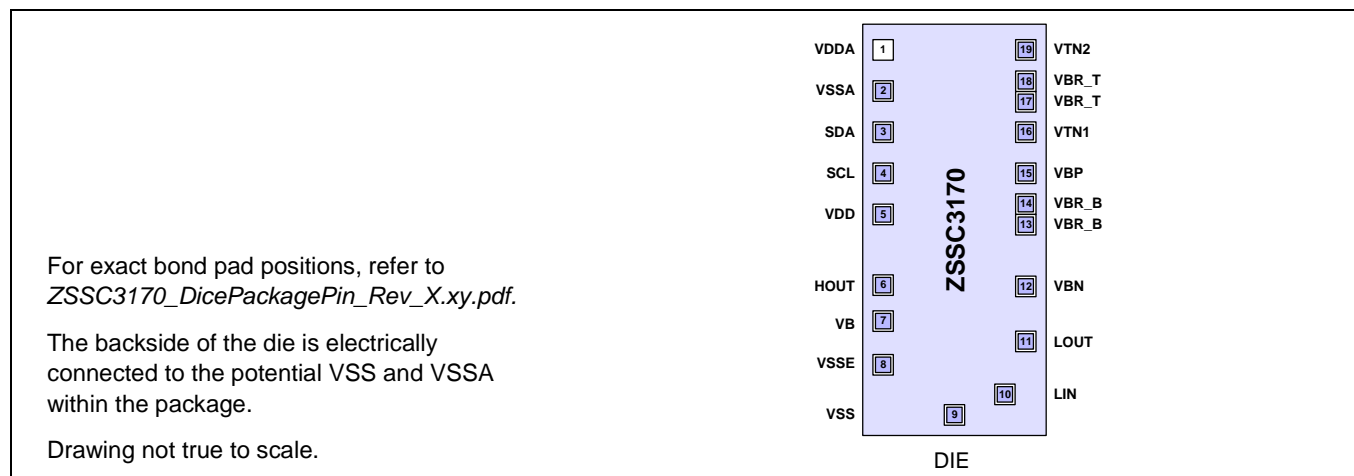 For exact bond pad positions, refer to
ZSSC3170_DicePackagePin_Rev_X.xy.pdf.
The backside of the die is electrically
connected to the potential VSS and VSSA
within the package.
Drawing not true to scale.
VDDA 1
VSSA 2
SDA 3
SCL 4
VDD 5
HOUT 6
VB 7
VSSE 8
VSS 9
ZSSC3170
19 VTN2
18 VBR_T
17 VBR_T
16 VTN1
15 VBP
14 VBR_B
13 VBR_B
12 VBN
11 LOUT
10 LIN
DIE